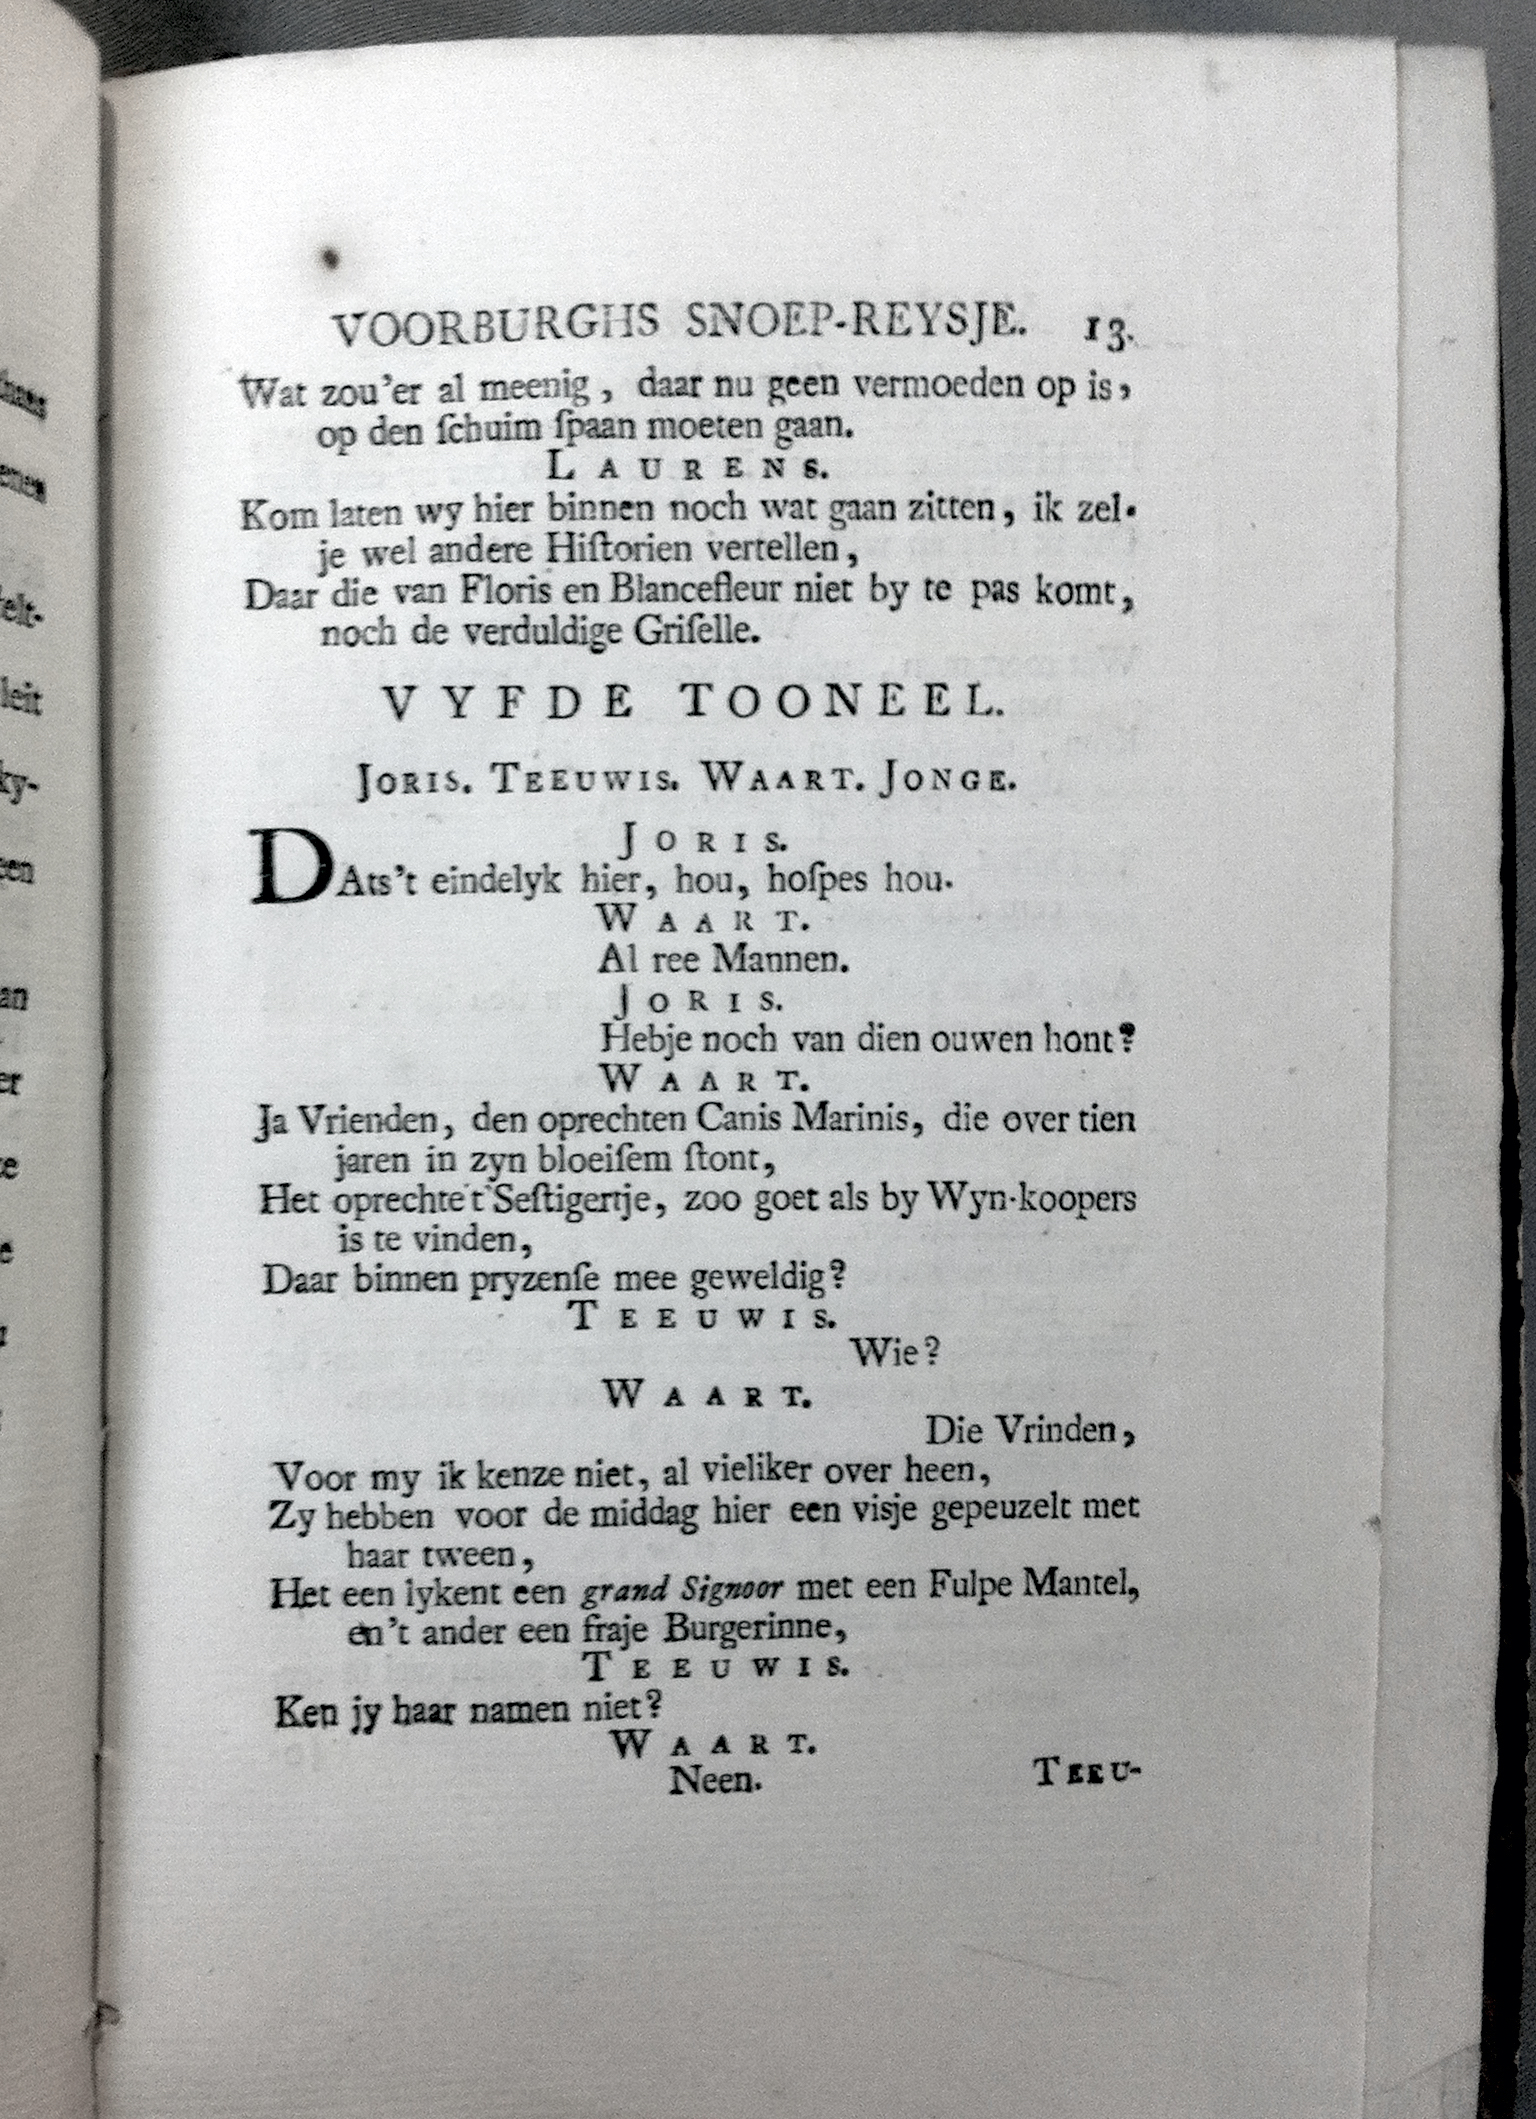 VOORBURGHS SNOEP-REYSJE. 13.
Wat zou'er al meenig, daar nu geen vermoeden op is,
op den ſchuim ſpaan moeten gaan.
LAURENS.
Kom laten wy hier binnen noch wat gaan zitten, ik zel-
je wel andere Hiſtorien vertellen,
Daar die van Floris en Blancefleur niet by te pas komt,
noch de verduldige Griſelle.
VYFDE TOONEEL.
JORIS. TEEUWIS. WAART. JONGE.
JORIS.
DAts't eindelyk hier, hou, hoſpes hou.
WAART.
Al ree Mannen.
JORIS.
Hebje noch van dien ouwen hont?
WAART.
Ja Vrienden, den oprechten Canis Marinis, die over tien
jaren in zyn bloeiſem ſtont,
Het oprechte't Seſtigertje, zoo goet als by Wyn-koopers
is te vinden,
Daar binnen pryzenſe mee geweldig?
TEEUWIS.
Wie?
WAART.
Die Vrinden,
Voor my ik kenze niet, al vieliker over heen,
Zy hebben voor de middag hier een visje gepeuzelt met
haar tween,
Het een lykent een grand Signoor met een Fulpe Mantel,
en't ander een fraje Burgerinne,
TEEUWIS.
Ken jy haar namen niet?
WAART.
Neen.
TEEU-